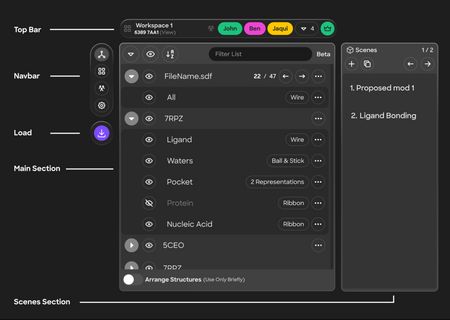 Top Bar
Workspace 1
6389 7AA1 (View)
John
Ben
Jaqui
4
Filter List
Beta
Scenes
1 / 2
Navbar
FileName.sdf
22 / 47
All
Wire
1. Proposed mod 1
7RPZ
2. Ligand Bonding
Load
Ligand
Wire
Waters
Ball & Stick
Main Section
Pocket
2 Representations
Protein
Ribbon
Nucleic Acid
Ribbon
5CEO
7RPZ
Arrange Structures (Use Only Briefly)
Scenes Section